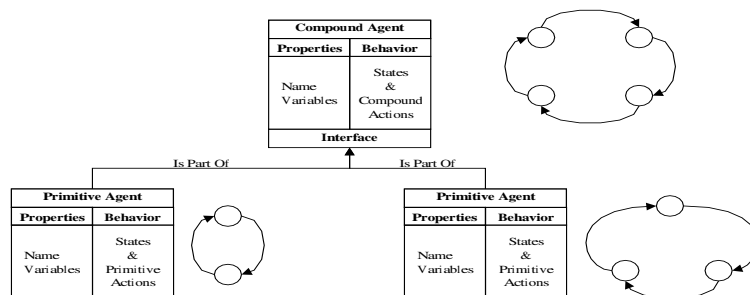 Compound Agent
Properties Behavior
Name
Variables
States
&
Compound
Actions
Interface
Is Part Of Is Part Of
Primitive Agent
Properties Behavior
Name
Variables
States
&
Primitive
Actions
Primitive Agent
Properties Behavior
Name
Variables
States
&
Primitive
Actions